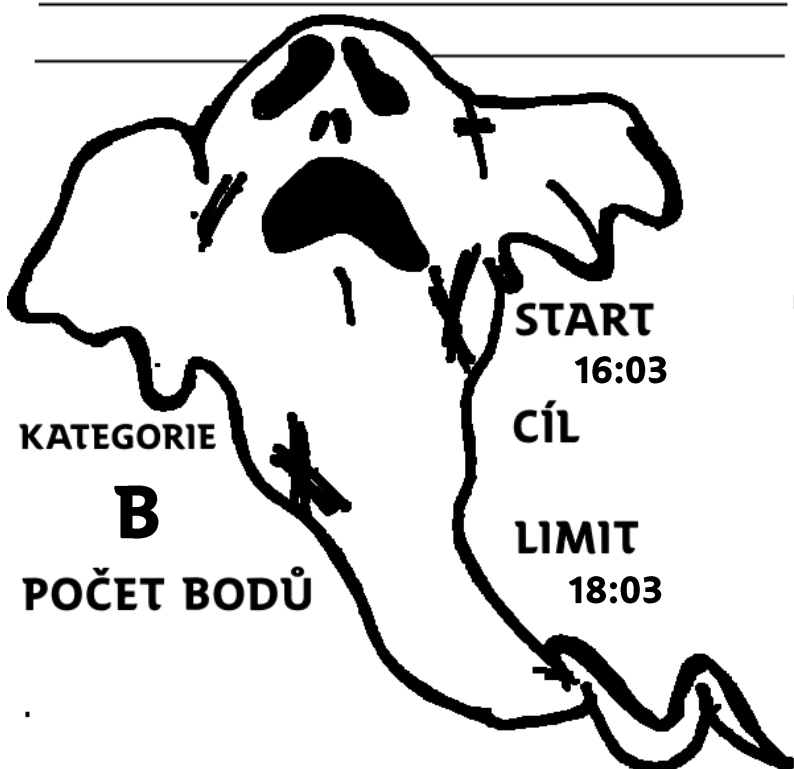 START
16:03
CÍL
KATEGORIE
B
LIMIT
18:03
POČET BODŮ